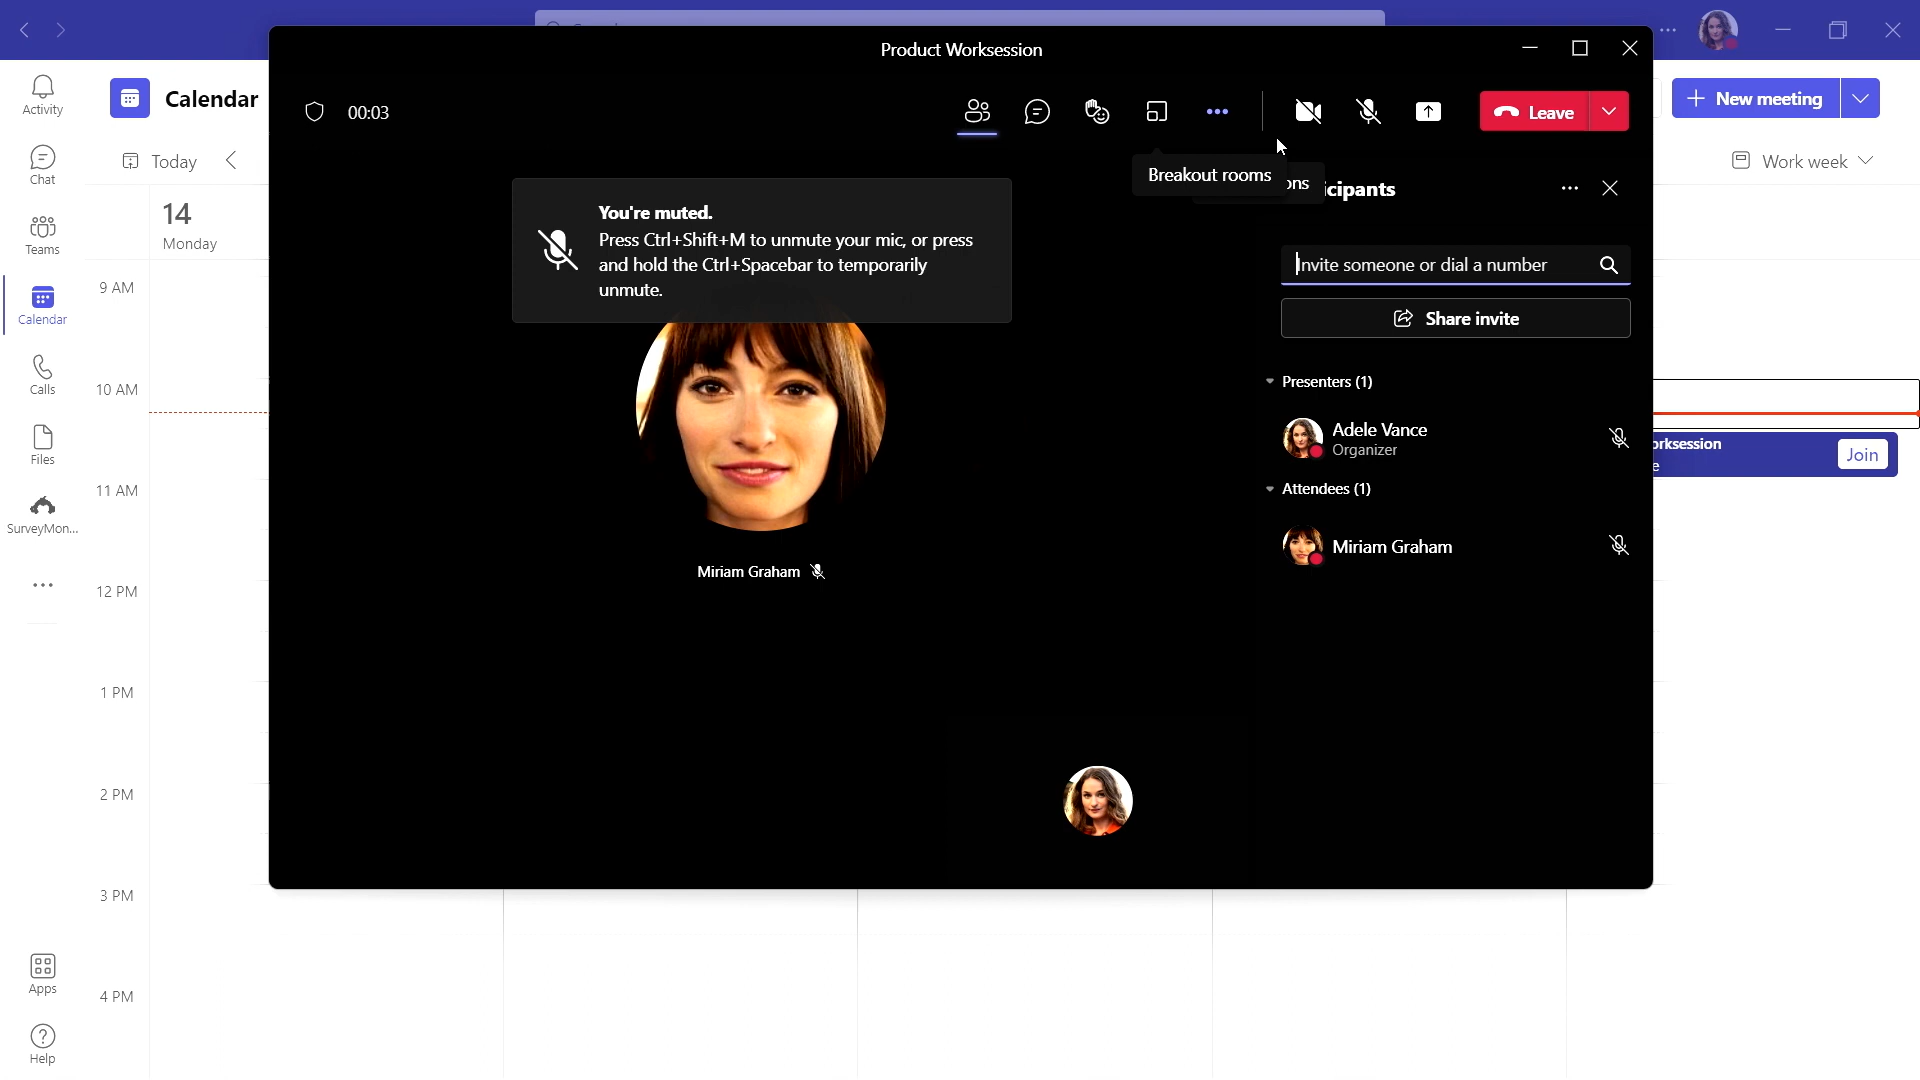 Product Worksession
Activity
Calendar
00:03
Leave
New meeting
Today
Breakout rooms
ons
icipants
Work week
Chat
14
Monday
You're muted.
Press Ctrl+Shift+M to unmute your mic, or press
and hold the Ctrl+Spacebar to temporarily
unmute.
Teams
Invite someone or dial a number
9 AM
Calendar
Share invite
Calls
10 AM
Presenters (1)
Adele Vance
Organizer
orksession
e
Join
Files
11 AM
Attendees (1)
SurveyMon...
Miriam Graham
Miriam Graham
12 PM
1 PM
2 PM
3 PM
Apps
4 PM
Help